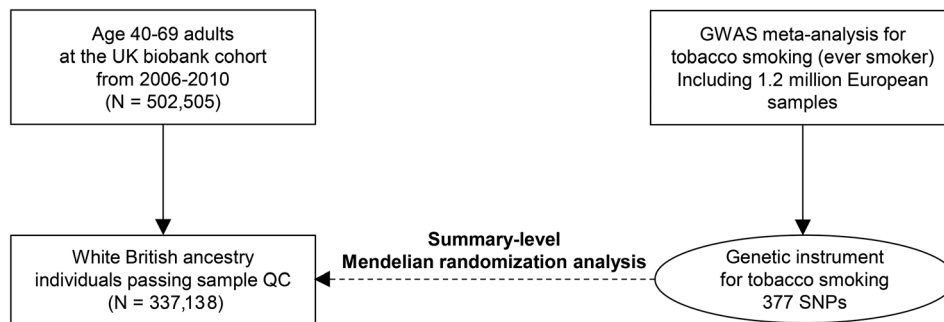 Age 40-69 adults
at the UK biobank cohort
from 2006-2010
(N = 502,505)
GWAS meta-analysis for
tobacco smoking (ever smoker)
Including 1.2 million European
samples
White British ancestry
individuals passing sample QC
(N = 337,138)
Summary-level
Mendelian randomization analysis
Genetic instrument
for tobacco smoking
377 SNPs